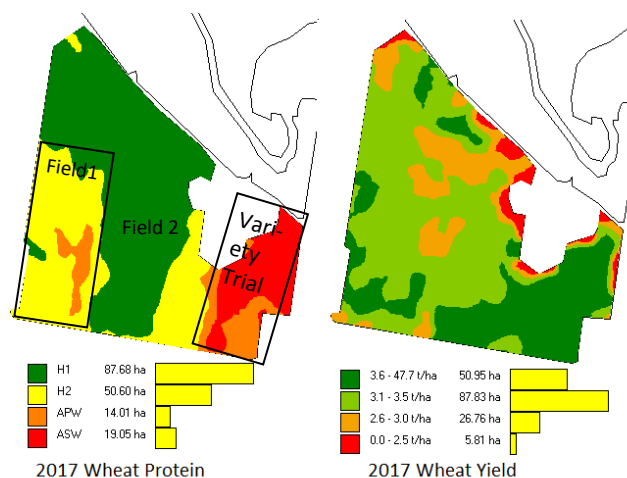 Field1
Field 2
Vari-
ety
Trial
H1 87.68 ha
H2 50.60 ha
APW 14.01 ha
ASW 19.05 ha
2017 Wheat Protein
3.6 - 47.7 t/ha 50.95 ha
3.1 - 3.5 t/ha 87.83 ha
2.6 - 3.0 t/ha 26.76 ha
0.0 - 2.5 t/ha 5.81 ha
2017 Wheat Yield